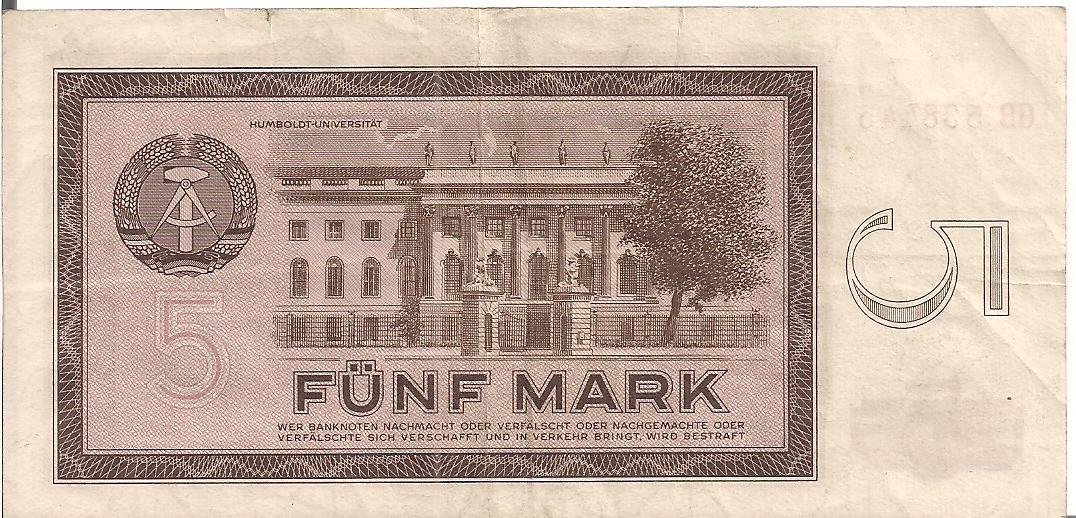 HUMBOLDT-UNIVERSITÄT
5
5
FÜNF MARK
WER BANKNOTEN NACHMACHT ODER VERFÄLSCHT ODER NACHGEMACHTE ODER
VERFÄLSCHTE SICH VERSCHAFFT UND IN VERKEHR BRINGT, WIRD BESTRAFT